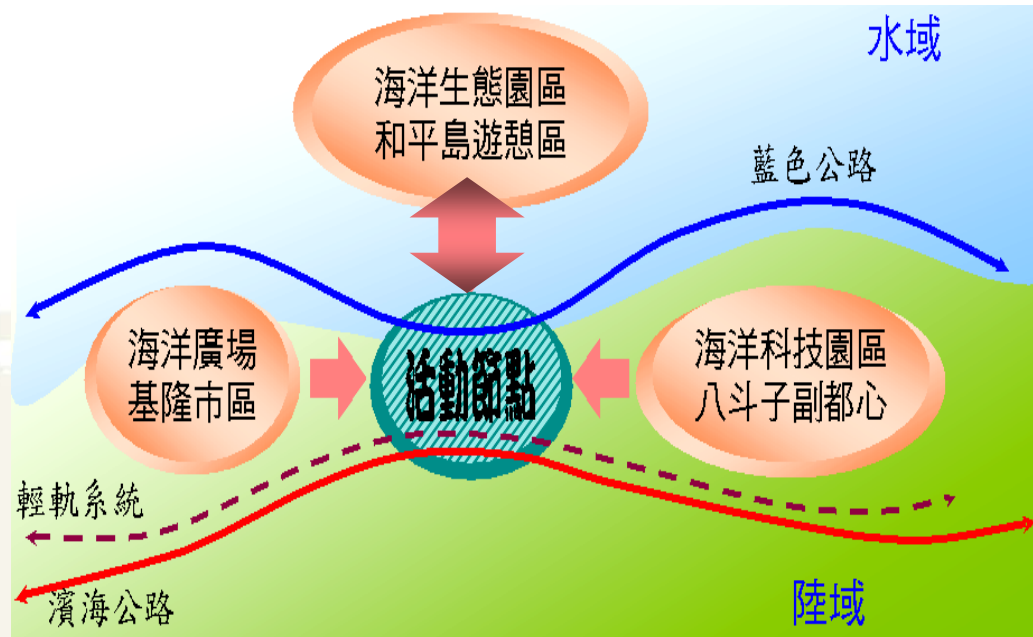 水域
海洋生態園區
和平島遊憩區
藍色公路
海洋廣場
基隆市區
活動節點
海洋科技園區
八斗子副都心
輕軌系統
濱海公路
陸域